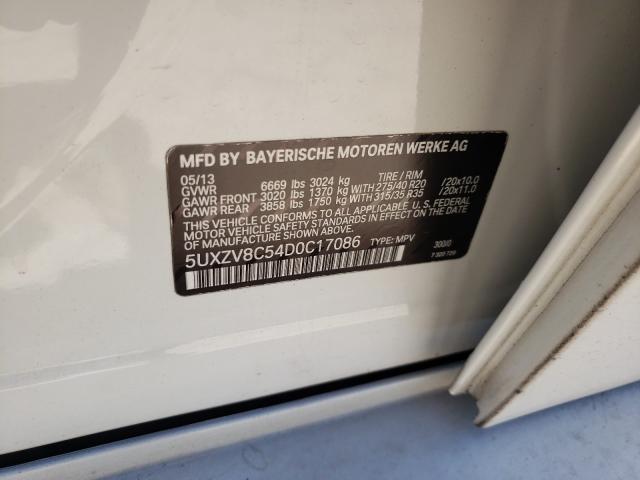 MFD BY BAYERISCHE MOTOREN WERKE AG
05/13
GVWR 6669 lbs 3024 kg TIRE / RIM
GAWR FRONT 3020 lbs 1370 kg WITH 275/40 R20 /20x10.0
GAWR REAR 3858 lbs 1750 kg WITH 315/35 R35 /20x11.0
THIS VEHICLE CONFORMS TO ALL APPLICABLE U.S. FEDERAL
MOTOR VEHICLE SAFETY STANDARDS IN EFFECT ON THE
DATE OF MANUFACTURE SHOWN ABOVE.
5UXZV8C54D0C17086 TYPE: MPV 300/0